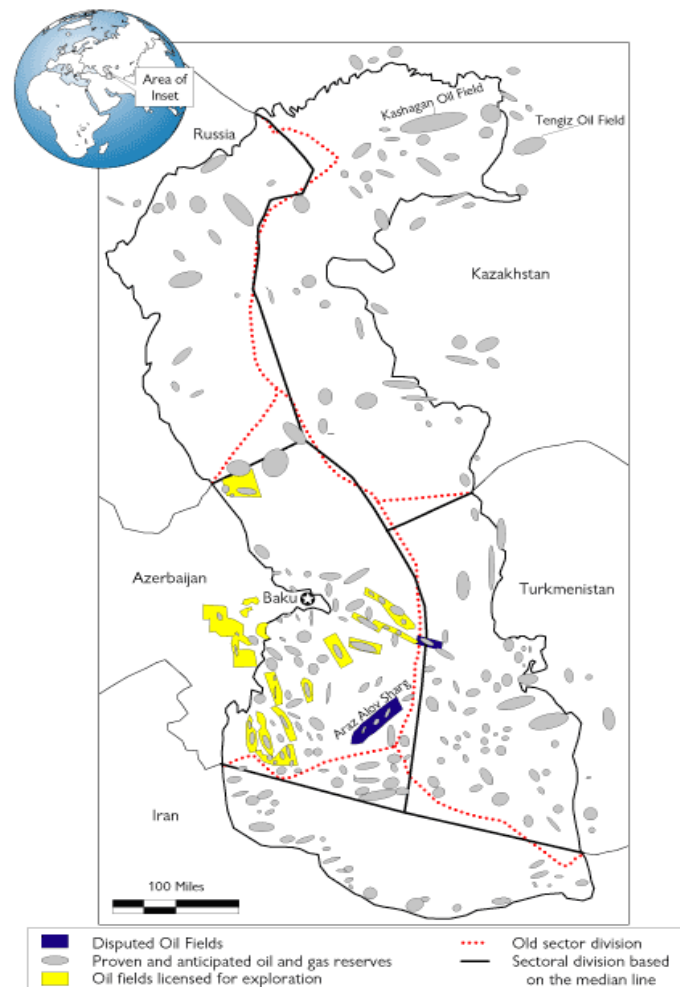 Area of
Inset
Russia
Kashagan Oil Field
Tengiz Oil Field
Kazakhstan
Azerbaijan
Baku
Turkmenistan
Araz Alov Sharg
Iran
100 Miles
Disputed Oil Fields
Proven and anticipated oil and gas reserves
Oil fields licensed for exploration
Old sector division
Sectoral division based
on the median line